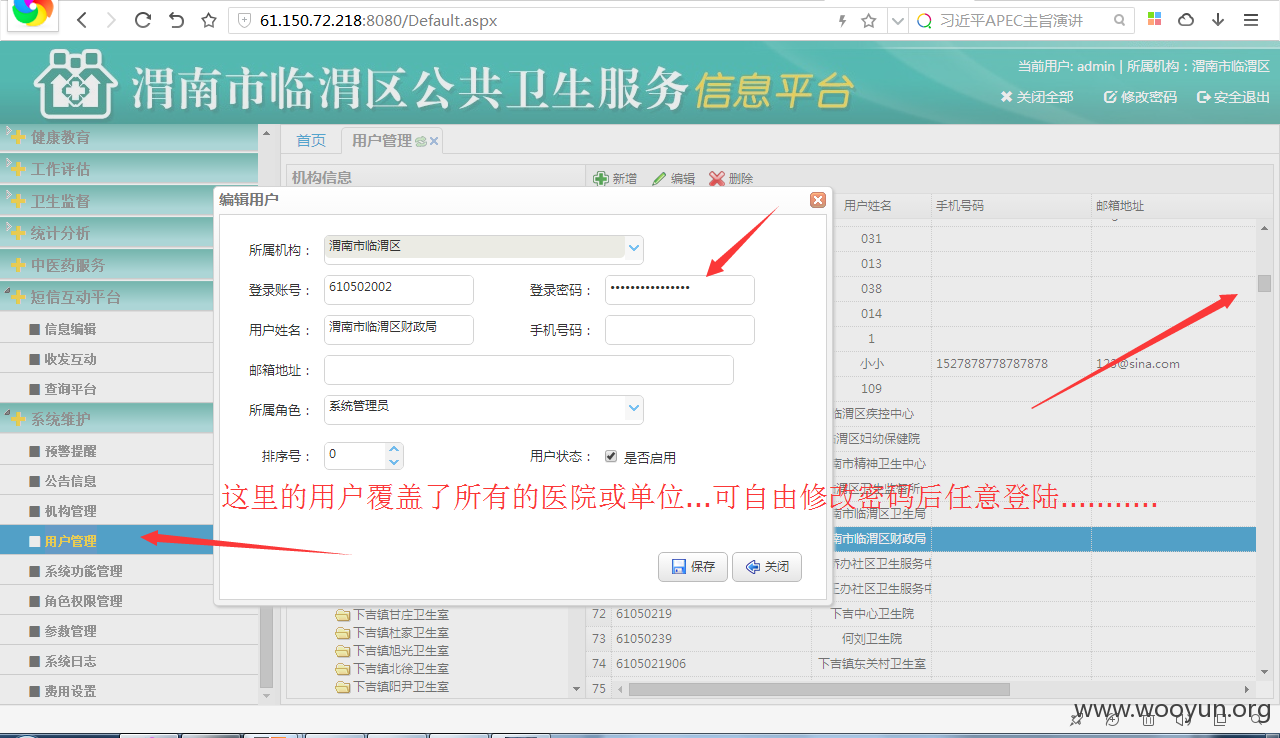 61.150.72.218:8080/Default.aspx
习近平APEC主旨演讲
渭南市临渭区公共卫生服务信息平台
当前用户: admin | 所属机构：渭南市临渭区
关闭全部 修改密码 安全退出
健康教育
工作评估
卫生监督
统计分析
中医药服务
短信互动平台
信息编辑
收发互动
查询平台
系统维护
预警提醒
公告信息
机构管理
用户管理
系统功能管理
角色权限管理
参数管理
系统日志
费用设置
首页 用户管理
机构信息
新增 编辑 删除
用户姓名 手机号码 邮箱地址
031
013
038
014
1
小小 1527878778787878 123@sina.com
109
临渭区疾控中心
渭区妇幼保健院
南市精神卫生中心
南市临渭区卫生局
南市临渭区财政局
办社区卫生服务中
办社区卫生服务中
72 61050219 下吉中心卫生院
73 61050239 何刘卫生院
74 6105021906 下吉镇东关村卫生室
75
下吉镇甘庄卫生室
下吉镇杜家卫生室
下吉镇旭光卫生室
下吉镇北徐卫生室
下吉镇阳尹卫生室
编辑用户
所属机构： 渭南市临渭区
登录账号： 610502002 登录密码： ••••••••••••••••
用户姓名： 渭南市临渭区财政局 手机号码：
邮箱地址：
所属角色： 系统管理员
排序号： 0 用户状态： 是否启用
这里的用户覆盖了所有的医院或单位...可自由修改密码后任意登陆...........
保存 关闭
www.wooyun.org